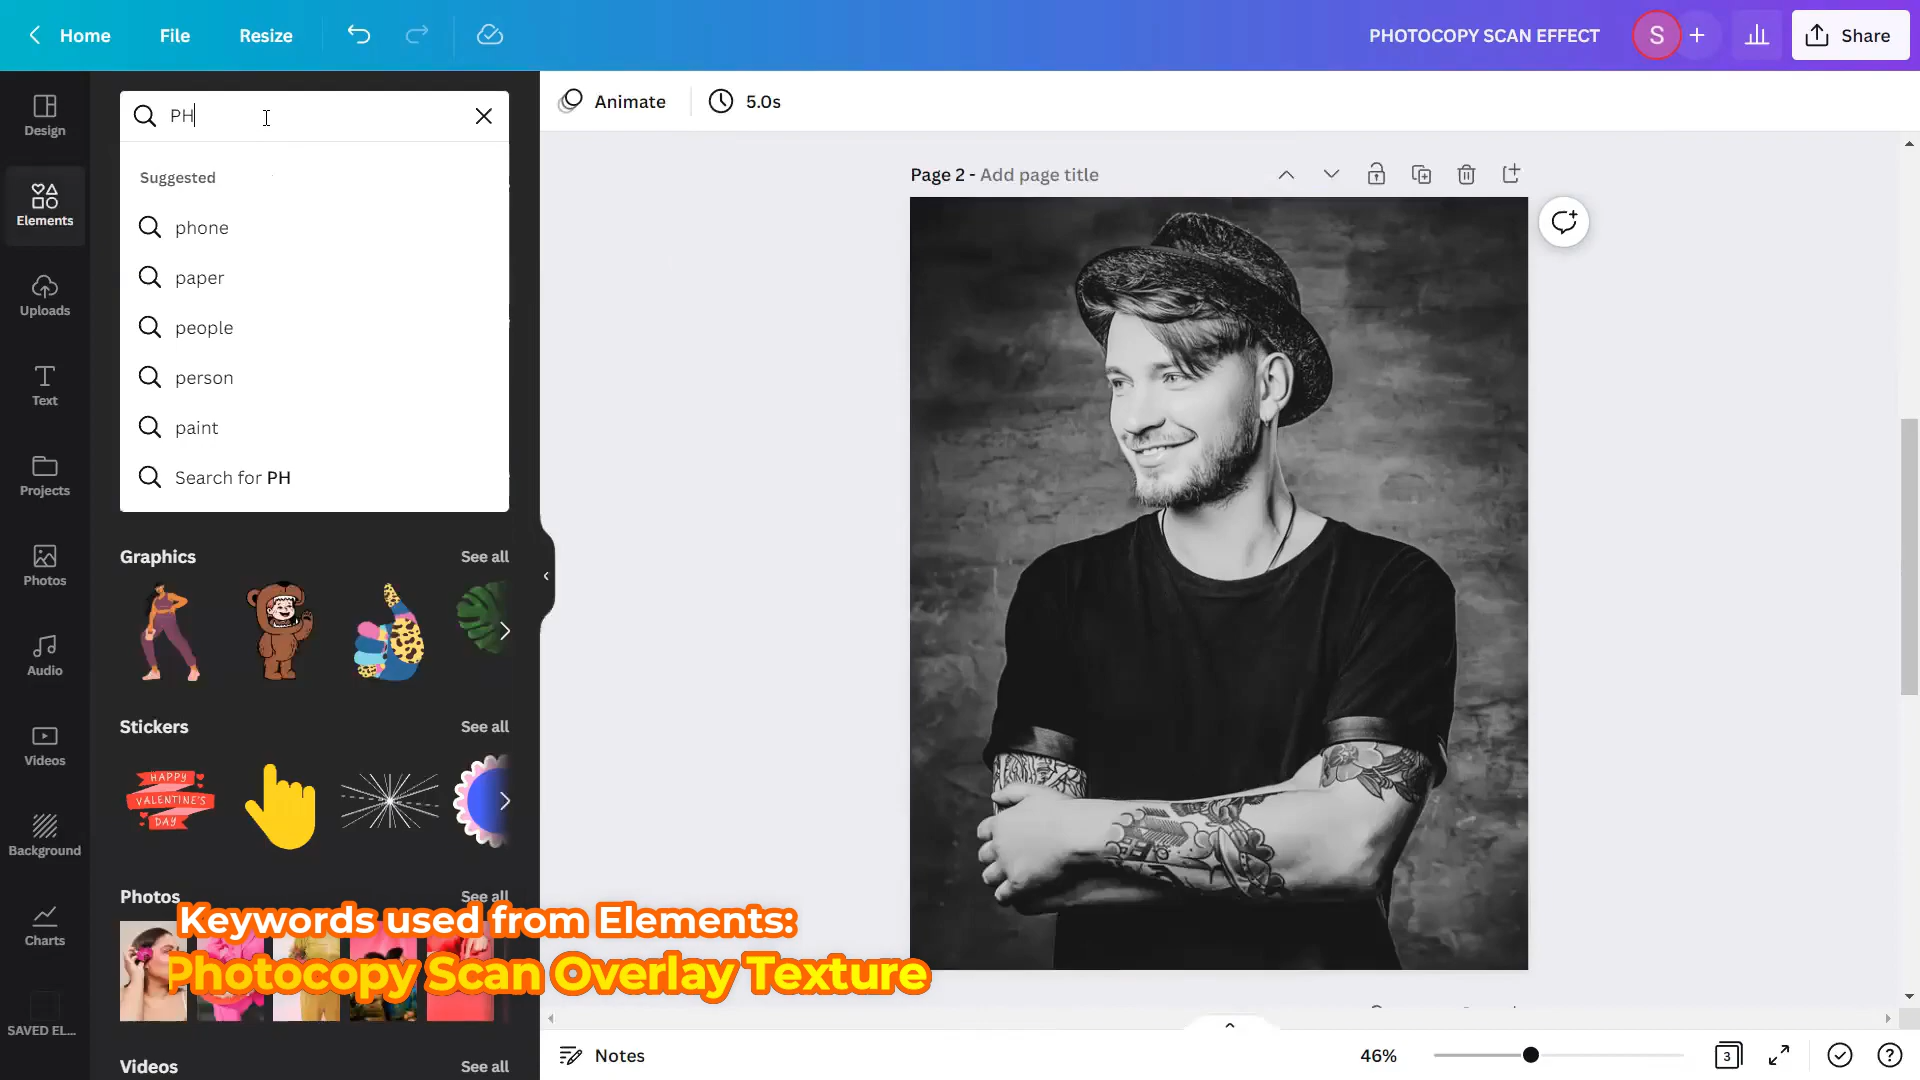 Home File Resize
PHOTOCOPY SCAN EFFECT S Share
Design
Elements
Uploads
Text
Projects
Photos
Audio
Videos
Background
Charts
SAVED EL...
PH
Suggested
phone
paper
people
person
paint
Search for PH
Graphics See all
Stickers See all
HAPPY
VALENTINE'S
DAY
Photos See all
Videos See all
Animate 5.0s
Page 2 - Add page title
Keywords used from Elements:
Photocopy Scan Overlay Texture
Notes
46%
3